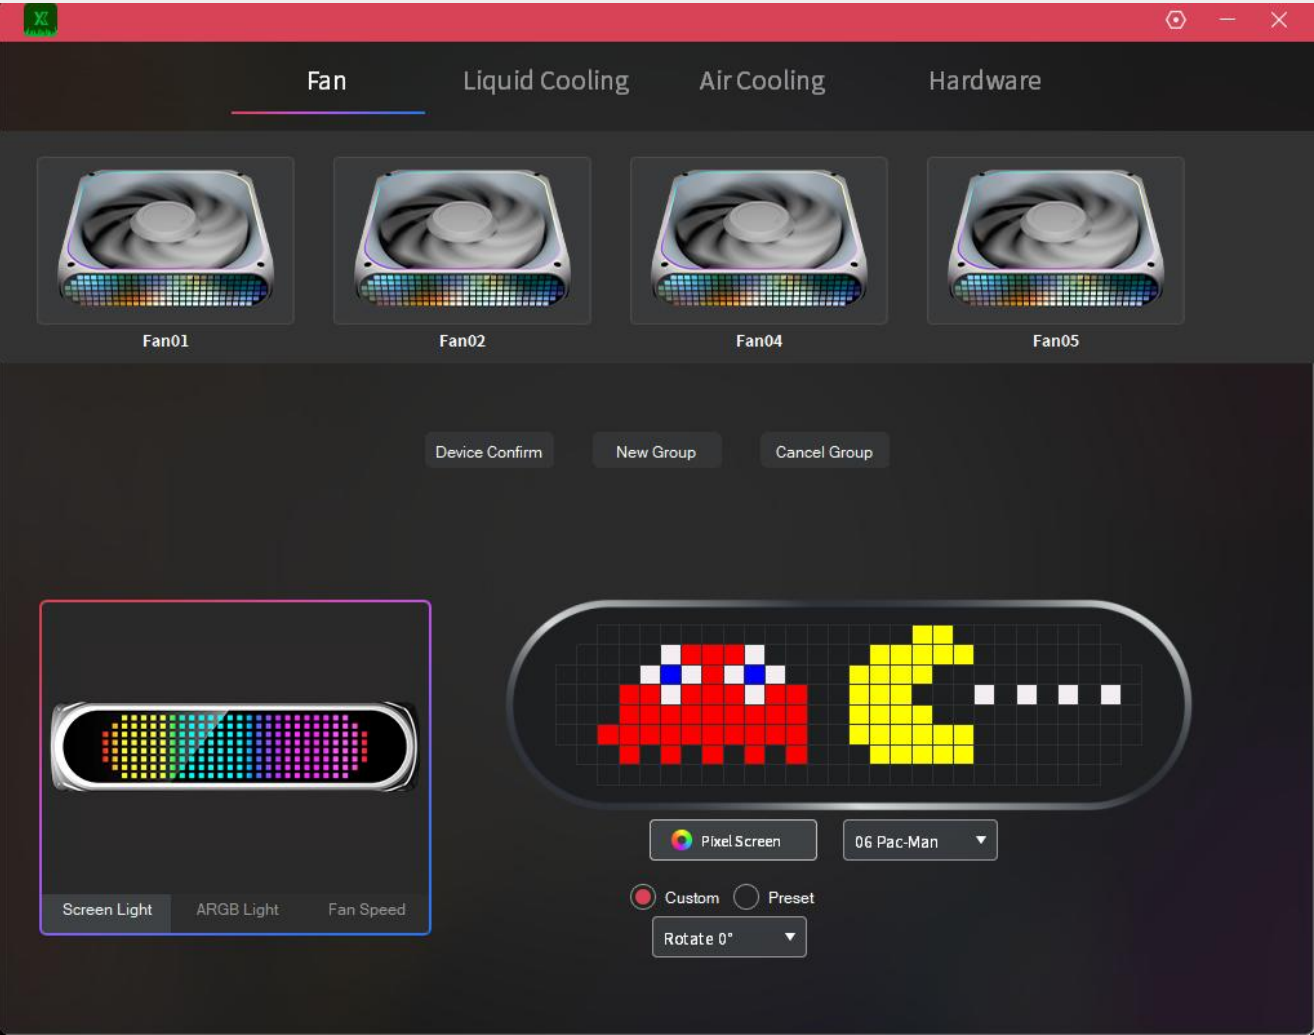 Fan
Liquid Cooling
Air Cooling
Hardware
Fan01
Fan02
Fan04
Fan05
Device Confirm
New Group
Cancel Group
Pixel Screen
06 Pac-Man
Custom
Preset
Rotate 0°
Screen Light
ARGB Light
Fan Speed